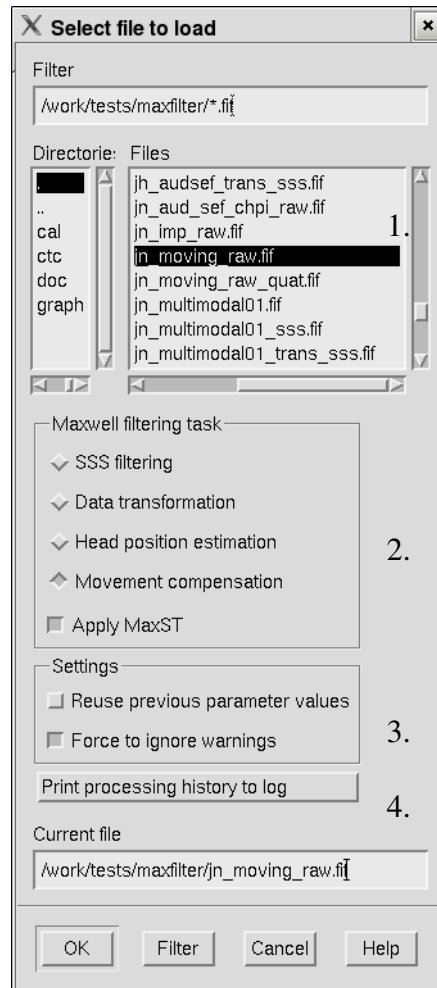 Select file to load
Filter
/work/tests/maxfilter/*.fif
Directorie: Files
. jh_audsef_trans_sss.fif
.. jn_aud_sef_chpi_raw.fif
cal jn_imp_raw.fif 1.
ctc jn_moving_raw.fif
doc jn_moving_raw_quat.fif
graph jn_multimodal01.fif
jn_multimodal01_sss.fif
jn_multimodal01_trans_sss.fif
Maxwell filtering task
SSS filtering
Data transformation
Head position estimation 2.
Movement compensation
Apply MaxST
Settings
Reuse previous parameter values
Force to ignore warnings 3.
Print processing history to log 4.
Current file
/work/tests/maxfilter/jn_moving_raw.fif
OK Filter Cancel Help